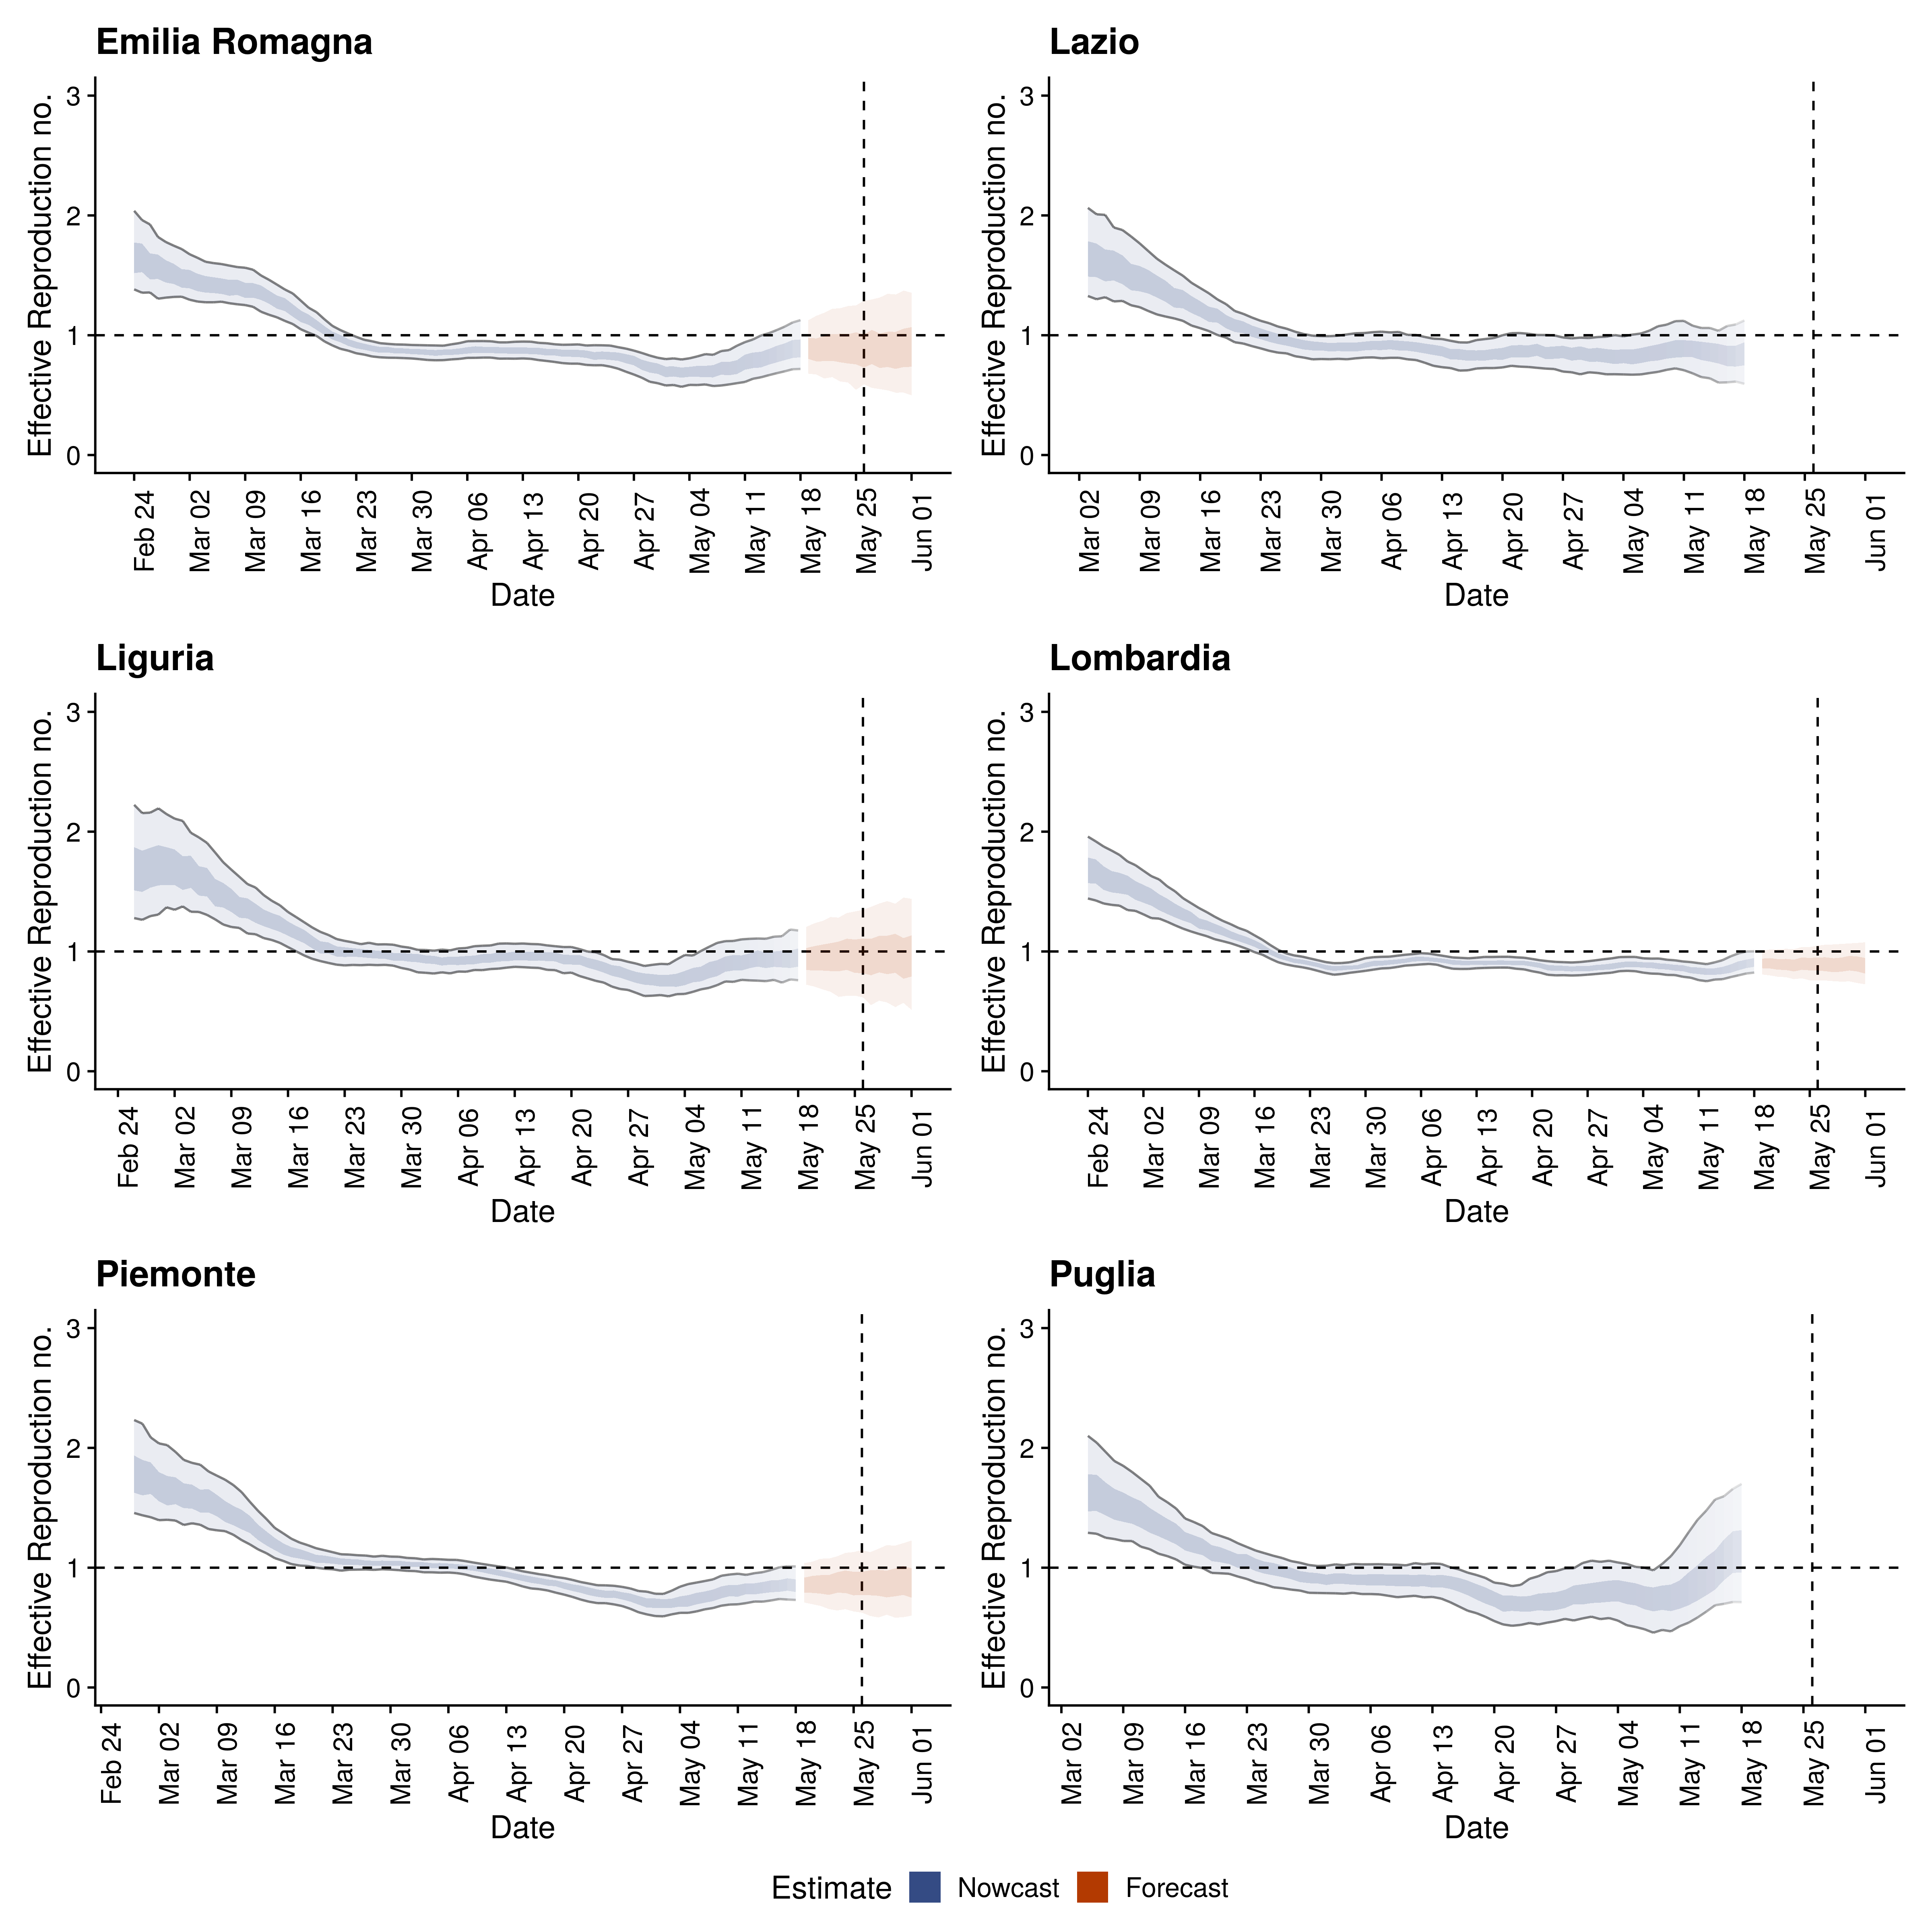 Emilia Romagna
Effective Reproduction no.
3
2
1
0
Feb 24 Mar 02 Mar 09 Mar 16 Mar 23 Mar 30 Apr 06 Apr 13 Apr 20 Apr 27 May 04 May 11 May 18 May 25 Jun 01
Date
Lazio
Effective Reproduction no.
3
2
1
0
Mar 02 Mar 09 Mar 16 Mar 23 Mar 30 Apr 06 Apr 13 Apr 20 Apr 27 May 04 May 11 May 18 May 25 Jun 01
Date
Liguria
Effective Reproduction no.
3
2
1
0
Feb 24 Mar 02 Mar 09 Mar 16 Mar 23 Mar 30 Apr 06 Apr 13 Apr 20 Apr 27 May 04 May 11 May 18 May 25 Jun 01
Date
Lombardia
Effective Reproduction no.
3
2
1
0
Feb 24 Mar 02 Mar 09 Mar 16 Mar 23 Mar 30 Apr 06 Apr 13 Apr 20 Apr 27 May 04 May 11 May 18 May 25 Jun 01
Date
Piemonte
Effective Reproduction no.
3
2
1
0
Feb 24 Mar 02 Mar 09 Mar 16 Mar 23 Mar 30 Apr 06 Apr 13 Apr 20 Apr 27 May 04 May 11 May 18 May 25 Jun 01
Date
Puglia
Effective Reproduction no.
3
2
1
0
Mar 02 Mar 09 Mar 16 Mar 23 Mar 30 Apr 06 Apr 13 Apr 20 Apr 27 May 04 May 11 May 18 May 25 Jun 01
Date
Estimate Nowcast Forecast